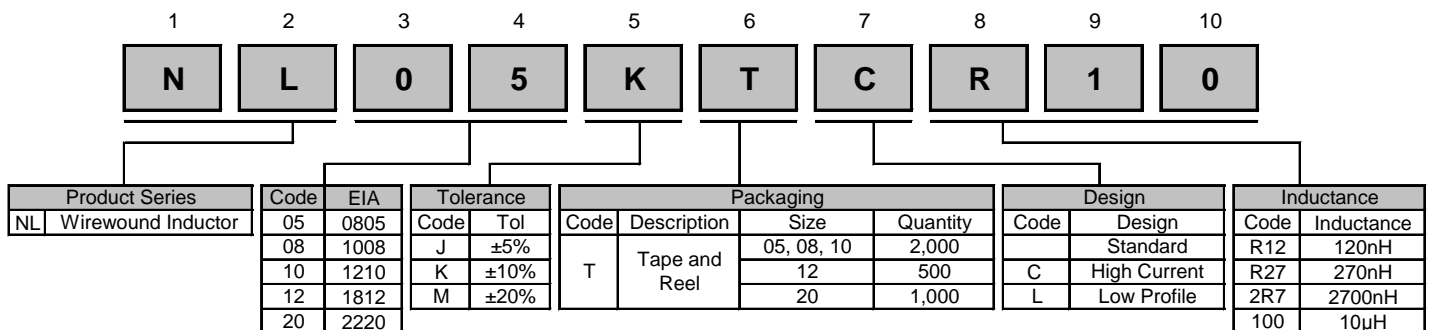 1 2 3 4 5 6 7 8 9 10
N L 0 5 K T C R 1 0
Product Series
NL Wirewound Inductor
Code EIA
05 0805
08 1008
10 1210
12 1812
20 2220
Tolerance
Code Tol
J ±5%
K ±10%
M ±20%
Packaging
Code Description Size Quantity
T Tape and Reel
05, 08, 10 2,000
12 500
20 1,000
Design
Code Design
Standard
C High Current
L Low Profile
Inductance
Code Inductance
R12 120nH
R27 270nH
2R7 2700nH
100 10µH